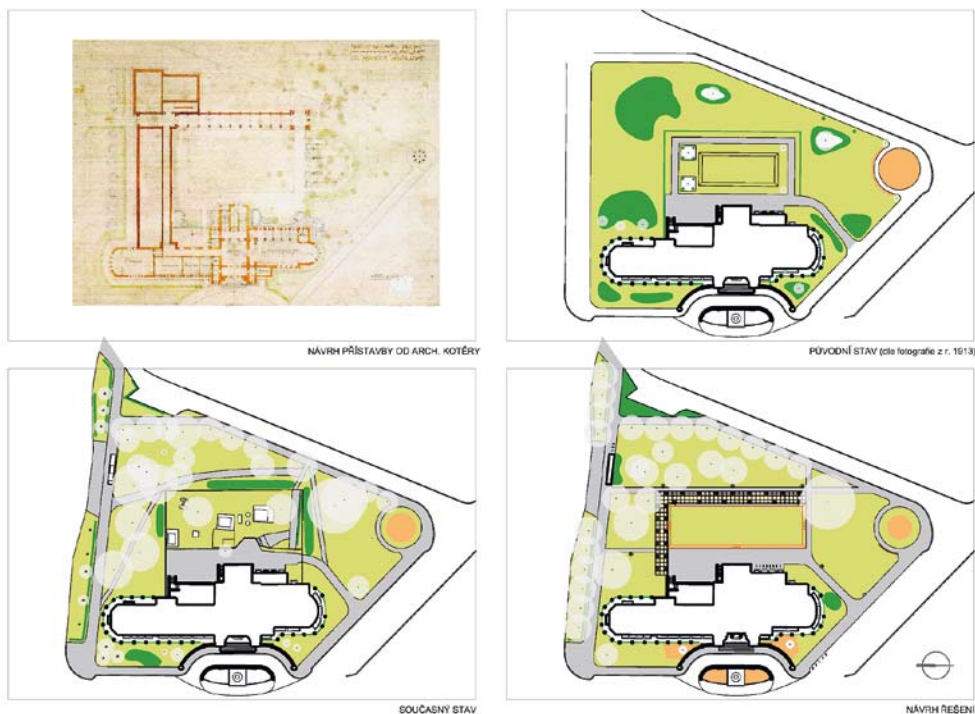 NÁVRH PŘÍSTAVBY OD ARCH. KOTĚRY
PŮVODNÍ STAV (dle fotografie z r. 1913)
SOUČASNÝ STAV
NÁVRH ŘEŠENÍ